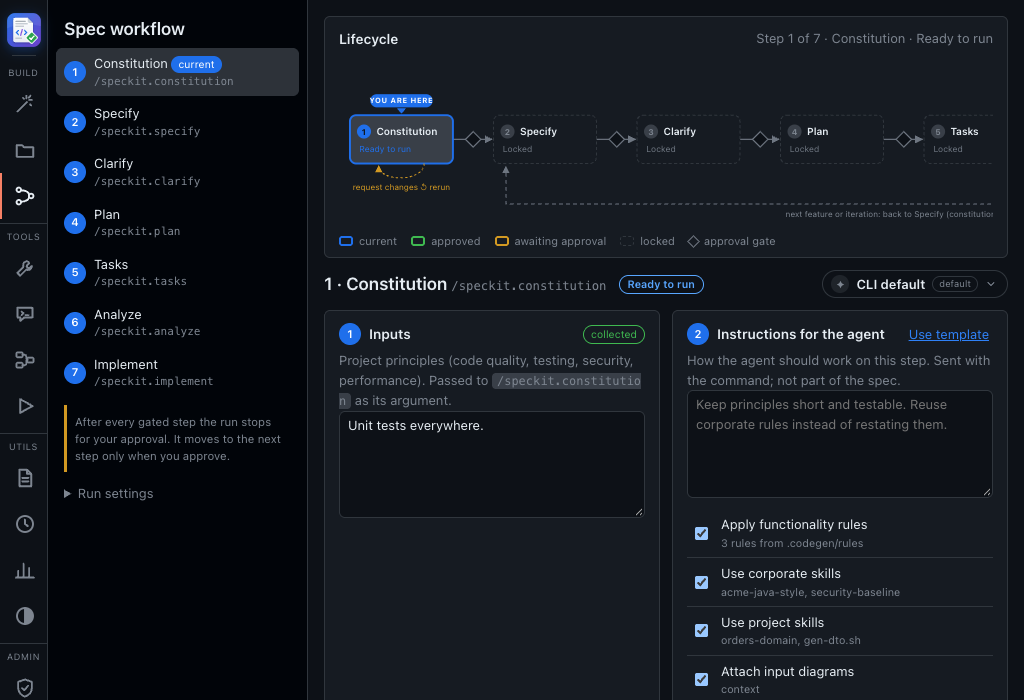 BUILD
TOOLS
UTILS
ADMIN
Spec workflow
1
Constitution current
/speckit.constitution
2
Specify
/speckit.specify
3
Clarify
/speckit.clarify
4
Plan
/speckit.plan
5
Tasks
/speckit.tasks
6
Analyze
/speckit.analyze
7
Implement
/speckit.implement
After every gated step the run stops
for your approval. It moves to the next
step only when you approve.
Run settings
Lifecycle
Step 1 of 7 · Constitution · Ready to run
YOU ARE HERE
1 Constitution
Ready to run
2 Specify
Locked
3 Clarify
Locked
4 Plan
Locked
5 Tasks
Locked
request changes ↻ rerun
next feature or iteration: back to Specify (constitution
current
approved
awaiting approval
locked
approval gate
1 · Constitution /speckit.constitution Ready to run
CLI default default
1 Inputs collected
Project principles (code quality, testing, security,
performance). Passed to /speckit.constitutio
n as its argument.
Unit tests everywhere.
2 Instructions for the agent Use template
How the agent should work on this step. Sent with
the command; not part of the spec.
Keep principles short and testable. Reuse
corporate rules instead of restating them.
Apply functionality rules
3 rules from .codegen/rules
Use corporate skills
acme-java-style, security-baseline
Use project skills
orders-domain, gen-dto.sh
Attach input diagrams
context